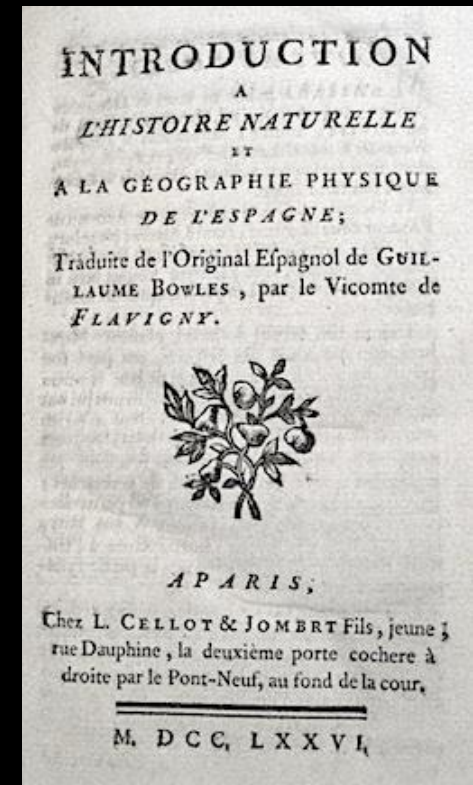 INTRODUCTION
A
L'HISTOIRE NATURELLE
ET
A LA GÉOGRAPHIE PHYSIQUE
DE L'ESPAGNE;
Traduite de l'Original Eſpagnol de GUIL-
LAUME BOWLES, par le Vicomte de
FLAVIGNY.
A PARIS,
Chez L. CELLOT & JOMBRT Fils, jeune;
rue Dauphine, la deuxième porte cochere à
droite par le Pont-Neuf, au fond de la cour.
M. DCC. LXXVI.